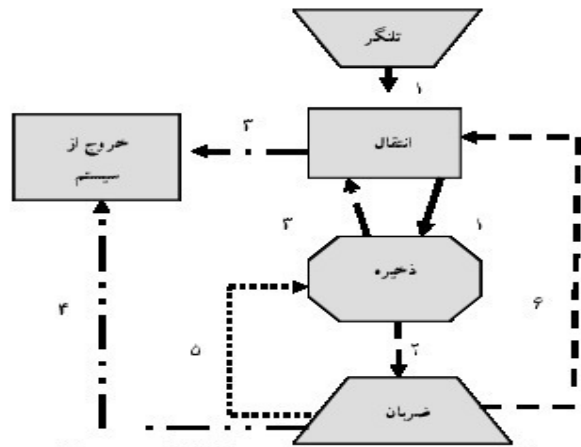 تلنگر
۱
۳
انتقال
خروج از
سیستم
۳
۱
ذخیره
۶
۴
۲
۵
ضربان